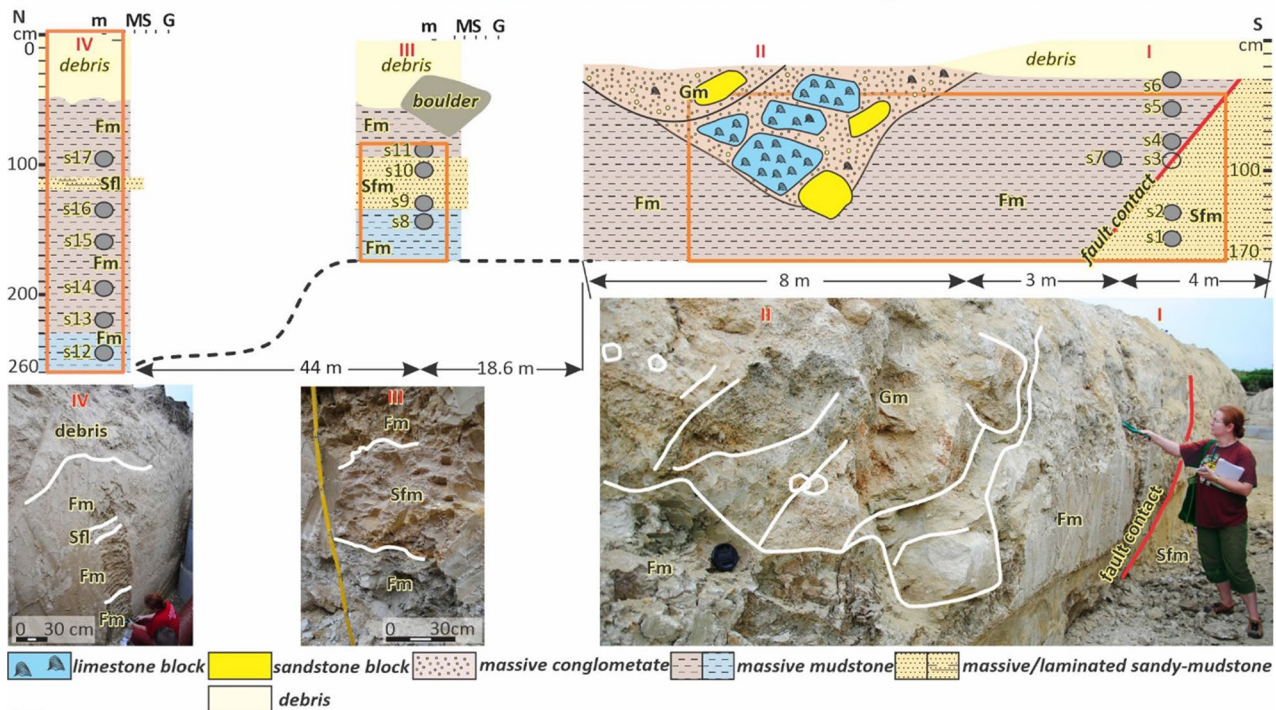 N
cm
m MS G
m MS G
S
cm
IV
III
II
I
0
debris
debris
debris
boulder
Gm
s6
s5
Fm
Fm
100
s17
s11
s10
s4
s7
s3
100
Sfl
Sfm
s16
s9
Fm
Fm
s2
Sfm
s15
s8
s1
Fm
Fm
fault contact
170
s14
200
s13
Fm
s12
260
8 m
3 m
4 m
44 m
18.6 m
IV
III
II
I
debris
Fm
Gm
Fm
Sfm
Sfl
Fm
Fm
Fm
Fm
Fm
fault contact
Sfm
0 30 cm
0 30cm
limestone block
sandstone block
massive conglometate
massive mudstone
massive/laminated sandy-mudstone
debris